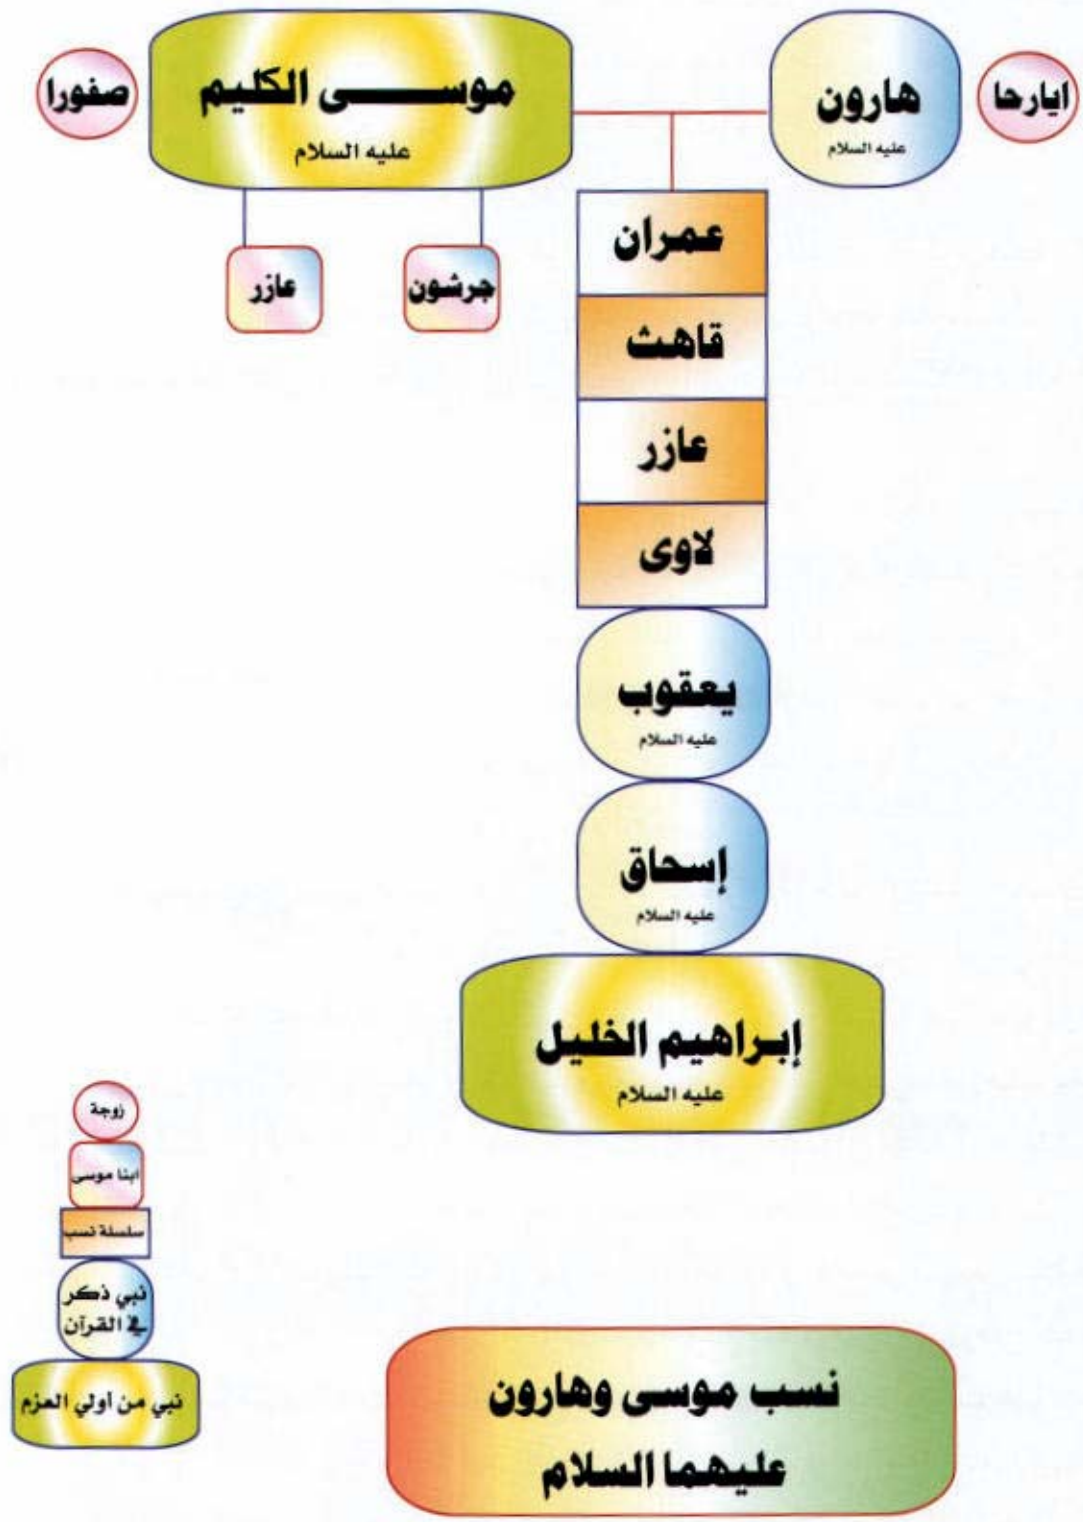 ايارحا
هارون
عليه السلام
موســـــى الكليم
عليه السلام
صفورا
جرشون
عازر
عمران
قاهث
عازر
لاوى
يعقوب
عليه السلام
إسحاق
عليه السلام
إبراهيم الخليل
عليه السلام
زوجة
ابنا موسى
سلسلة نسب
نبي ذكر
في القرآن
نبي من أولي العزم
نسب موسى وهارون
عليهما السلام